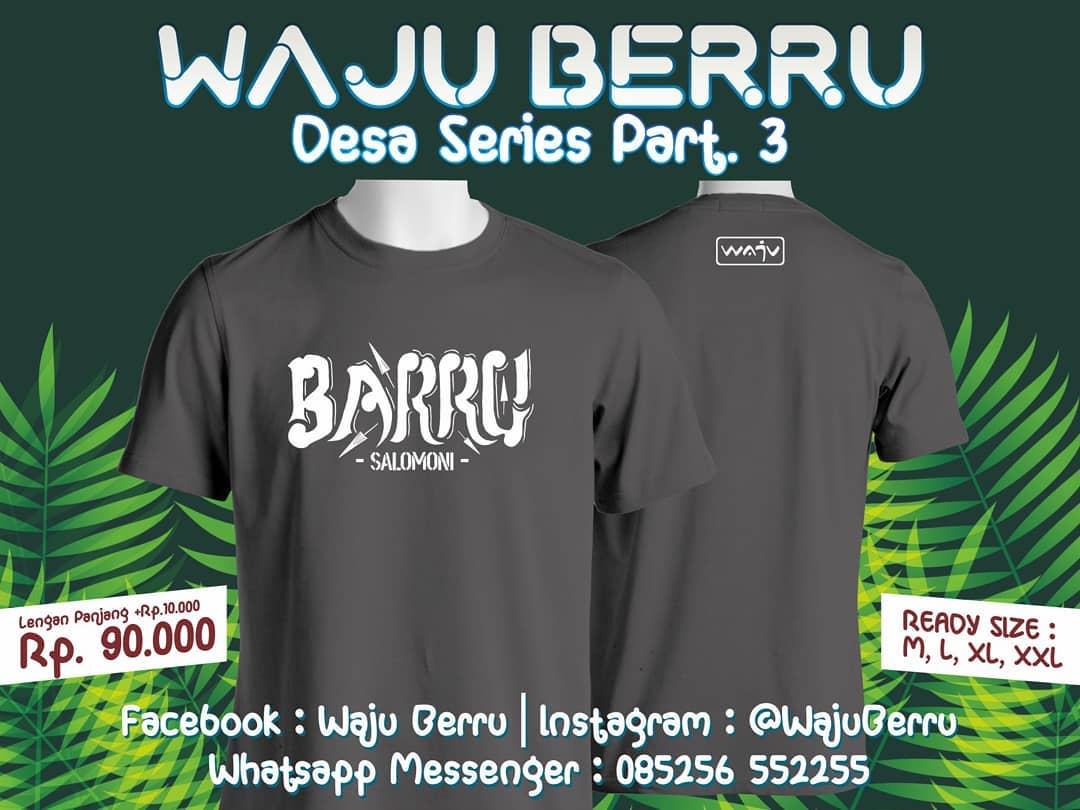 WAJU BERRU
Desa Series Part. 3
waju
BARRU
- SALOMONI -
Lengan Panjang +Rp.10.000
Rp. 90.000
READY SIZE :
M, L, XL, XXL
Facebook : Waju Berru | Instagram : @WajuBerru
Whatsapp Messenger : 085256 552255